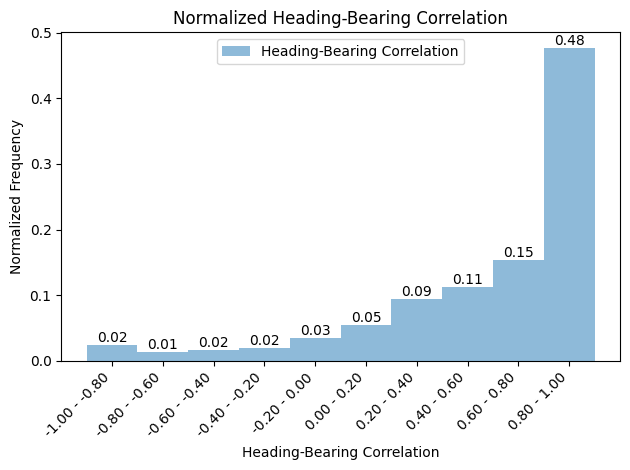 Normalized Heading-Bearing Correlation
Heading-Bearing Correlation
Normalized Frequency
0.5
0.4
0.3
0.2
0.1
0.0
0.02
0.01
0.02
0.02
0.03
0.05
0.09
0.11
0.15
0.48
-1.00 - -0.80
-0.80 - -0.60
-0.60 - -0.40
-0.40 - -0.20
-0.20 - 0.00
0.00 - 0.20
0.20 - 0.40
0.40 - 0.60
0.60 - 0.80
0.80 - 1.00
Heading-Bearing Correlation